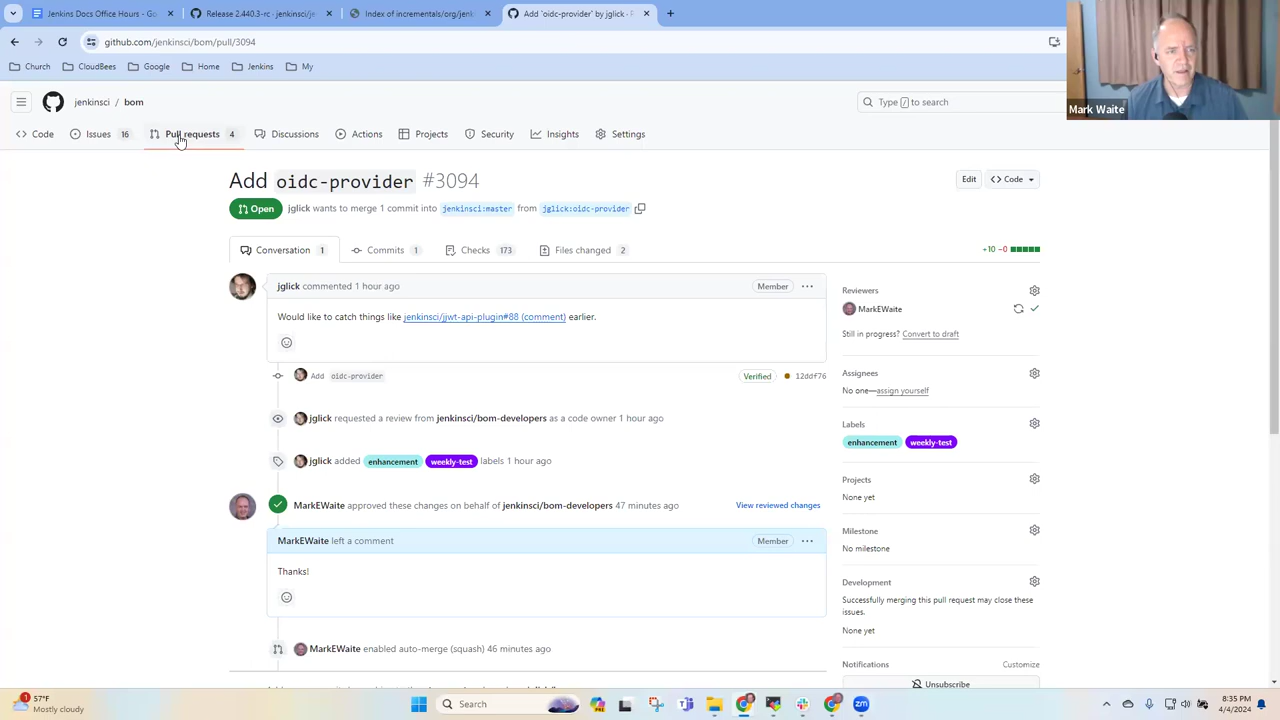 Jenkins Docs Office Hours -
Release 2.440.3-rc · jenkinsci/je
Index of incrementals/org/jenk
Add `oidc-provider` by jglick · P
github.com/jenkinsci/bom/pull/3094
Church
CloudBees
Google
Home
Jenkins
My
Mark Waite
jenkinsci / bom
Type / to search
Code
Issues 16
Pull requests 4
Discussions
Actions
Projects
Security
Insights
Settings
Add oidc-provider #3094
Edit
<> Code
Open
jglick wants to merge 1 commit into jenkinsci:master from jglick:oidc-provider
Conversation 1
Commits 1
Checks 173
Files changed 2
+10 −0
jglick commented 1 hour ago
Member
Would like to catch things like jenkinsci/jjwt-api-plugin#88 (comment) earlier.
Add oidc-provider
Verified
12ddf76
jglick requested a review from jenkinsci/bom-developers as a code owner 1 hour ago
jglick added enhancement weekly-test labels 1 hour ago
MarkEWaite approved these changes on behalf of jenkinsci/bom-developers 47 minutes ago
View reviewed changes
MarkEWaite left a comment
Member
Thanks!
MarkEWaite enabled auto-merge (squash) 46 minutes ago
Reviewers
MarkEWaite
Still in progress? Convert to draft
Assignees
No one—assign yourself
Labels
enhancement weekly-test
Projects
None yet
Milestone
No milestone
Development
Successfully merging this pull request may close these
issues.
None yet
Notifications
Customize
Unsubscribe
1
57°F
Mostly cloudy
Search
zm
8:35 PM
4/4/2024